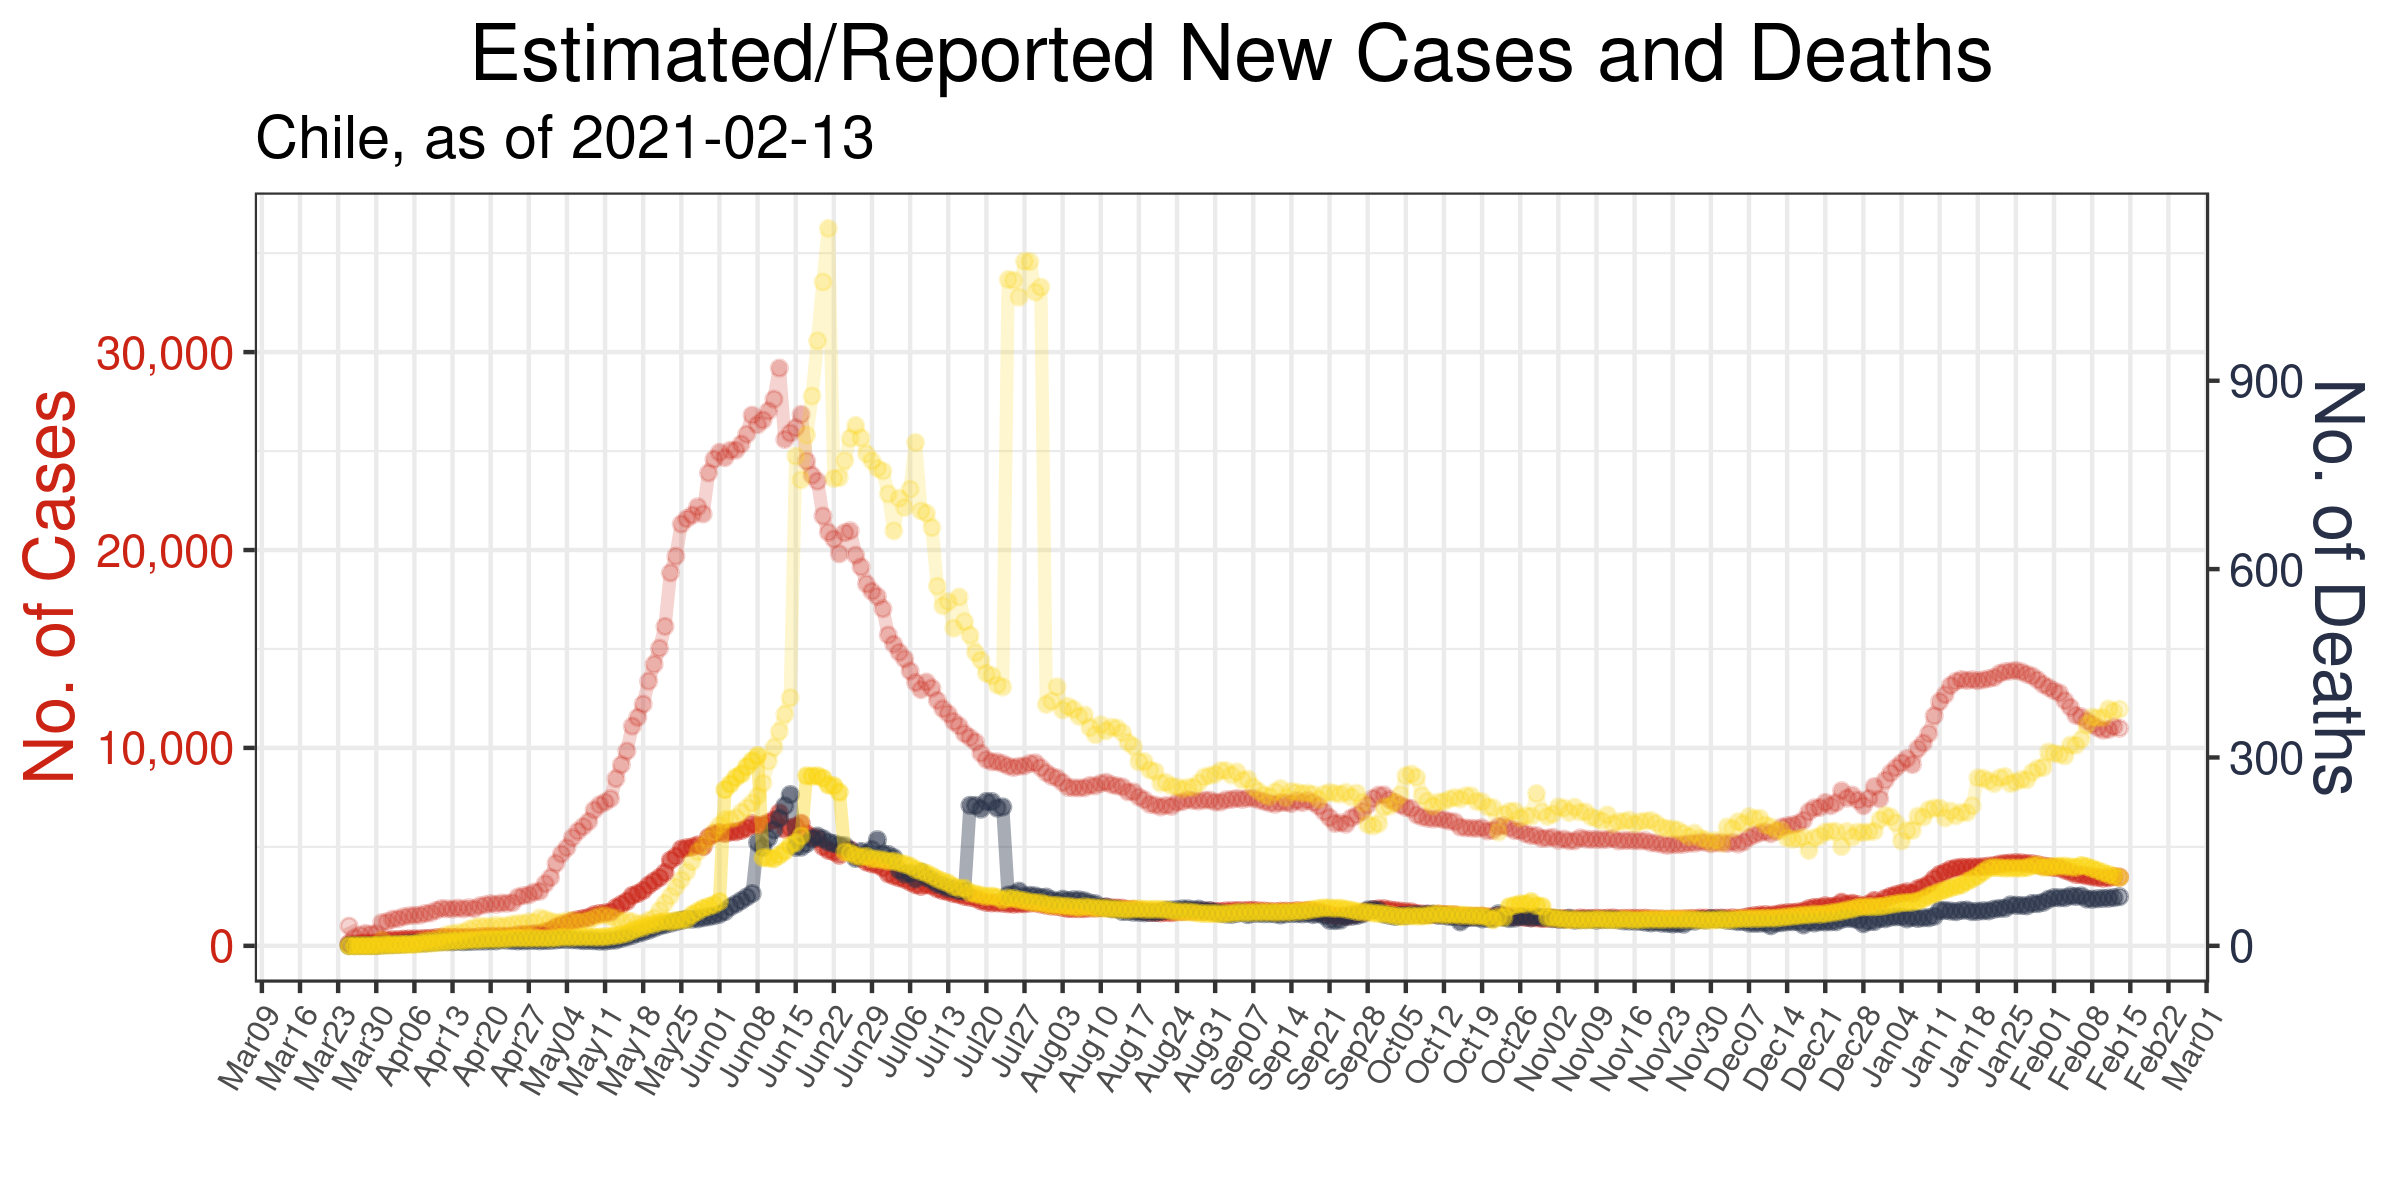 Estimated/Reported New Cases and Deaths
Chile, as of 2021-02-13
No. of Cases
30,000
20,000
10,000
0
900
600
300
0
No. of Deaths
Mar09
Mar16
Mar23
Mar30
Apr06
Apr13
Apr20
Apr27
May04
May11
May18
May25
Jun01
Jun08
Jun15
Jun22
Jun29
Jul06
Jul13
Jul20
Jul27
Aug03
Aug10
Aug17
Aug24
Aug31
Sep07
Sep14
Sep21
Sep28
Oct05
Oct12
Oct19
Oct26
Nov02
Nov09
Nov16
Nov23
Nov30
Dec07
Dec14
Dec21
Dec28
Jan04
Jan11
Jan18
Jan25
Feb01
Feb08
Feb15
Feb22
Mar01